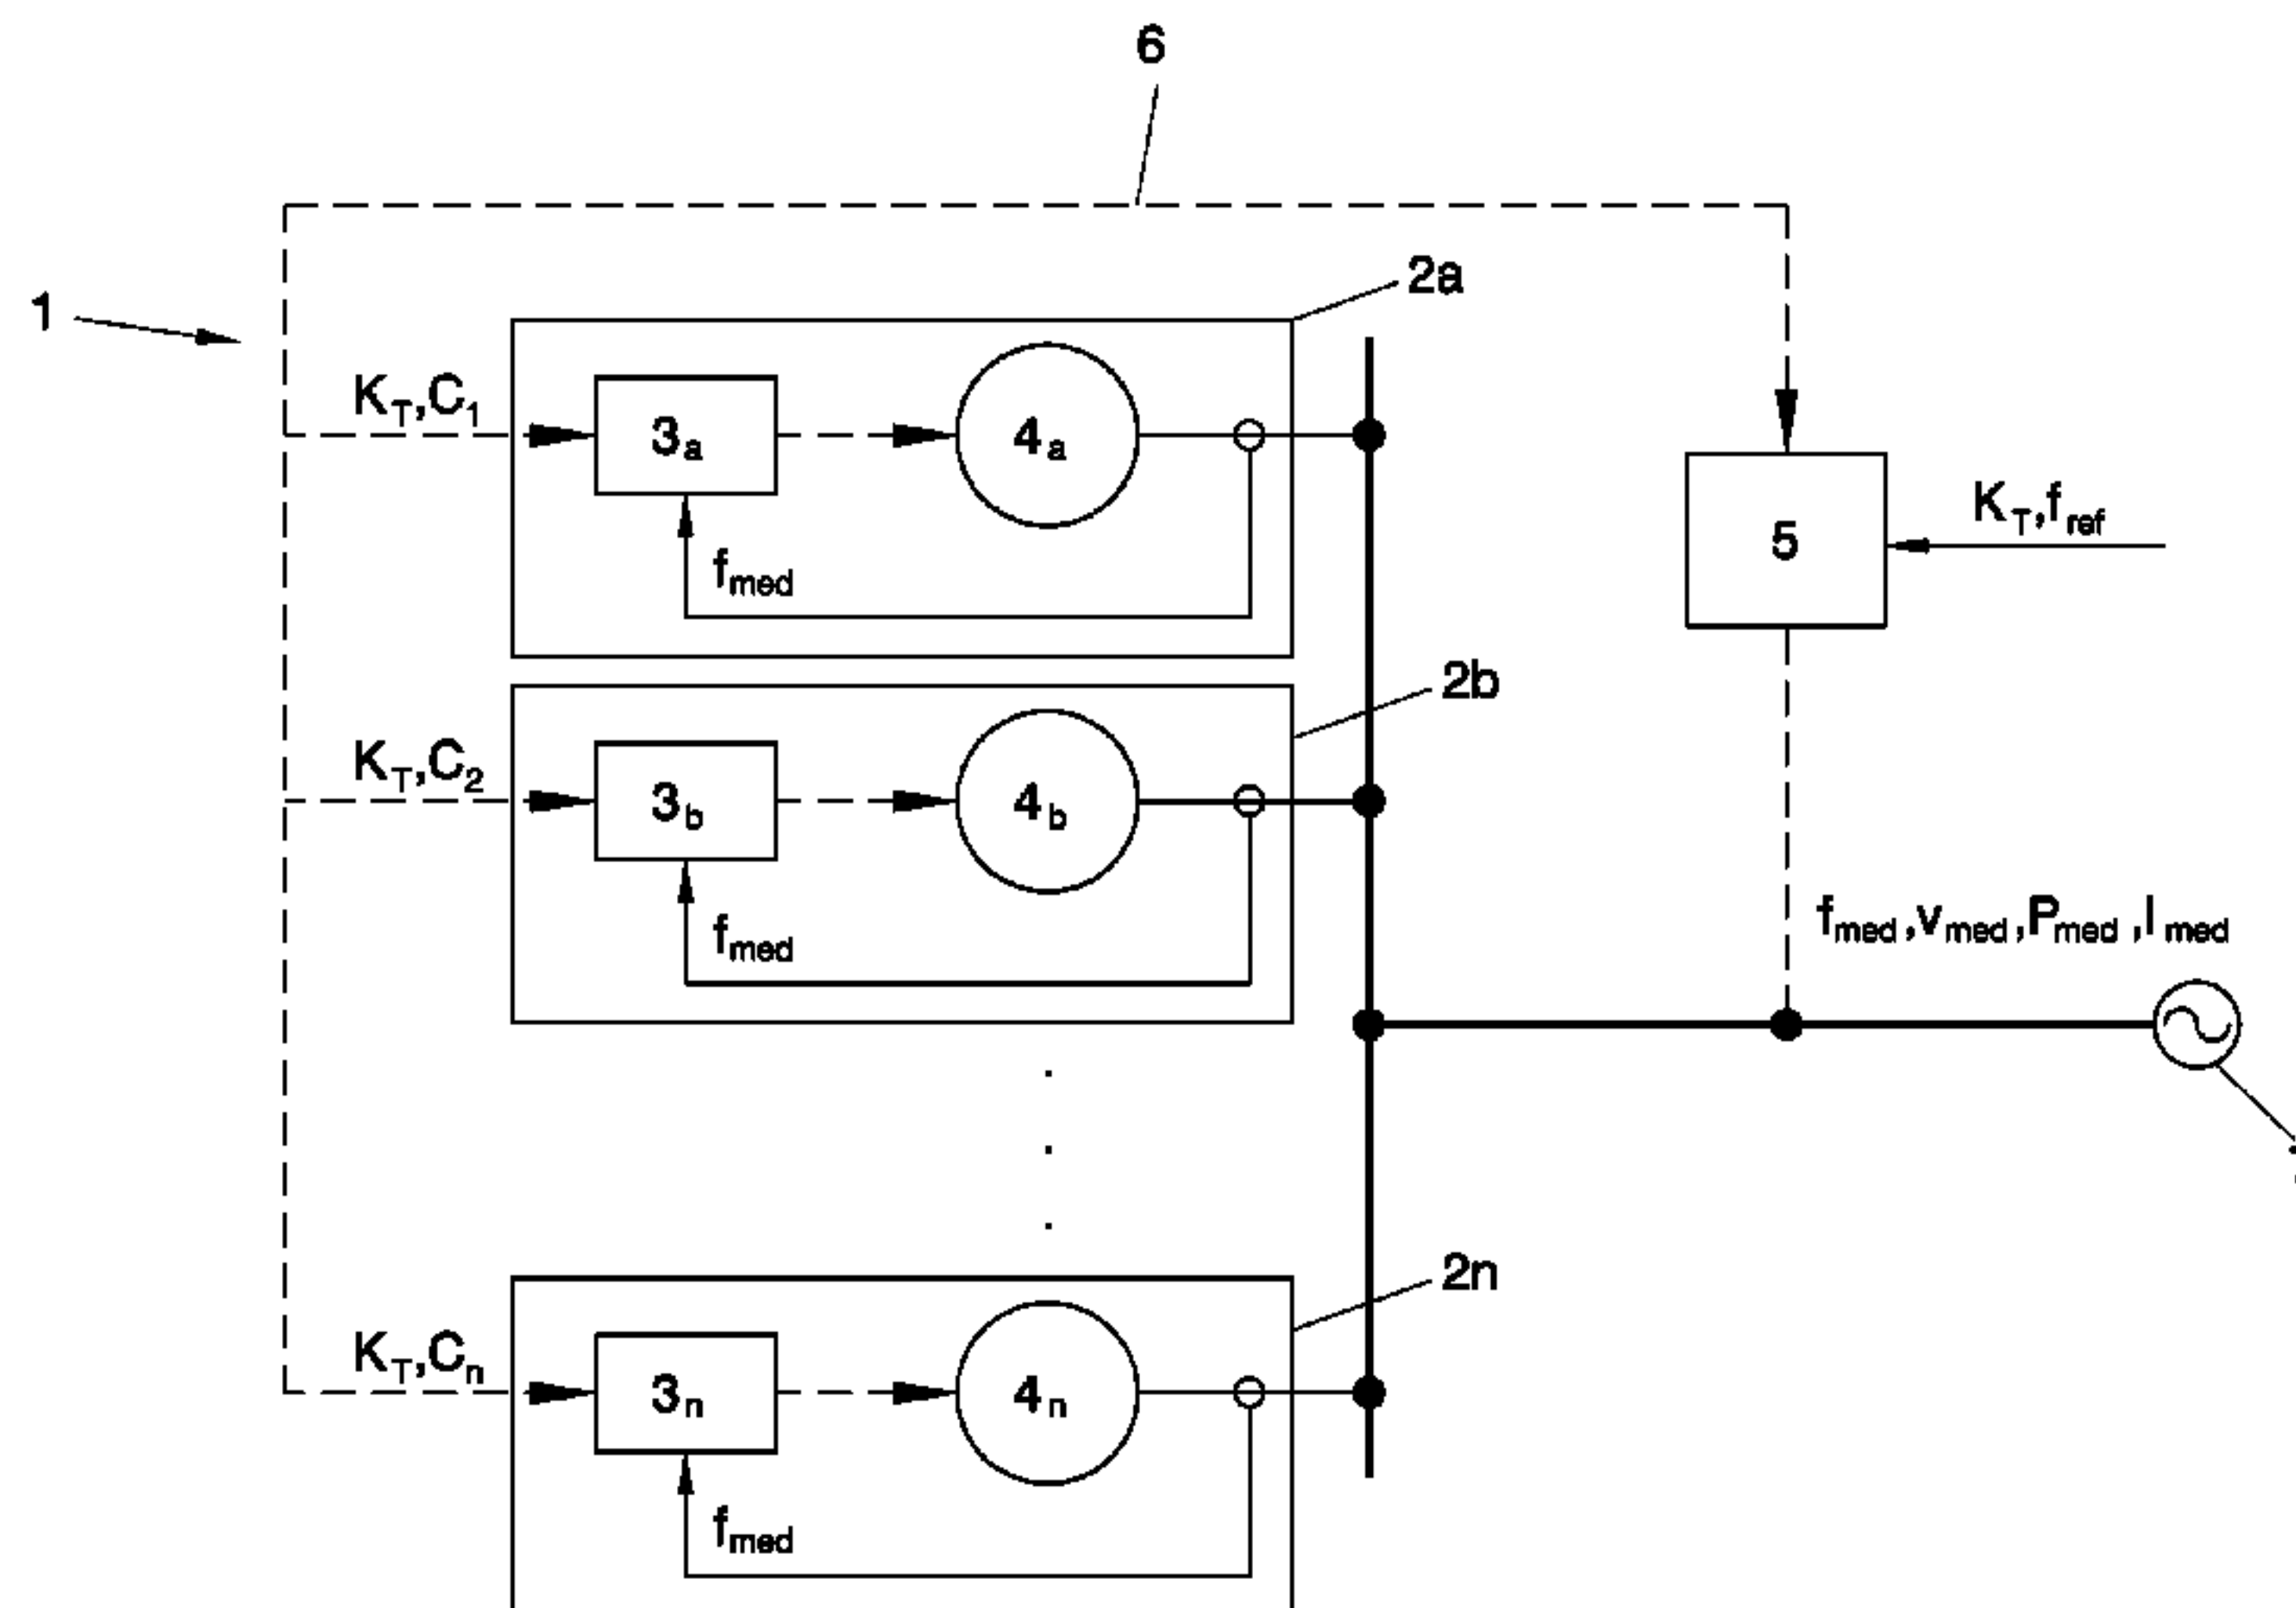 6
1
2a
K_T,C_1
3_a
4_a
f_med
K_T,f_ref
5
2b
K_T,C_2
3_b
4_b
f_med
f_med,v_med,P_med,I_med
2n
K_T,C_n
3_n
4_n
f_med